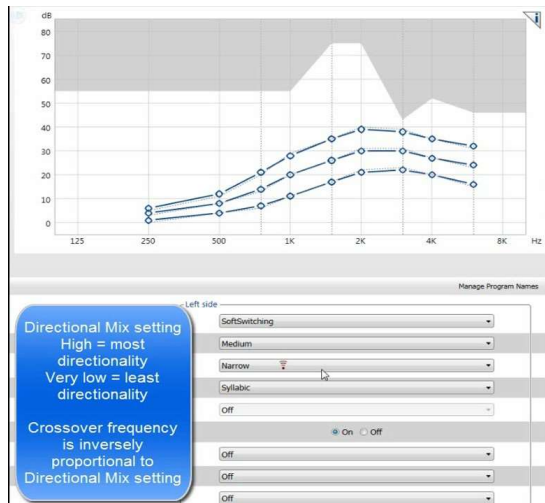 dB
80
70
60
50
40
30
20
10
0
125 250 500 1K 2K 4K 8K Hz
i
Manage Program Names
Left side
SoftSwitching
Medium
Narrow
Syllabic
Off
On Off
Off
Off
Off
Directional Mix setting
High = most
directionality
Very low = least
directionality
Crossover frequency
is inversely
proportional to
Directional Mix setting